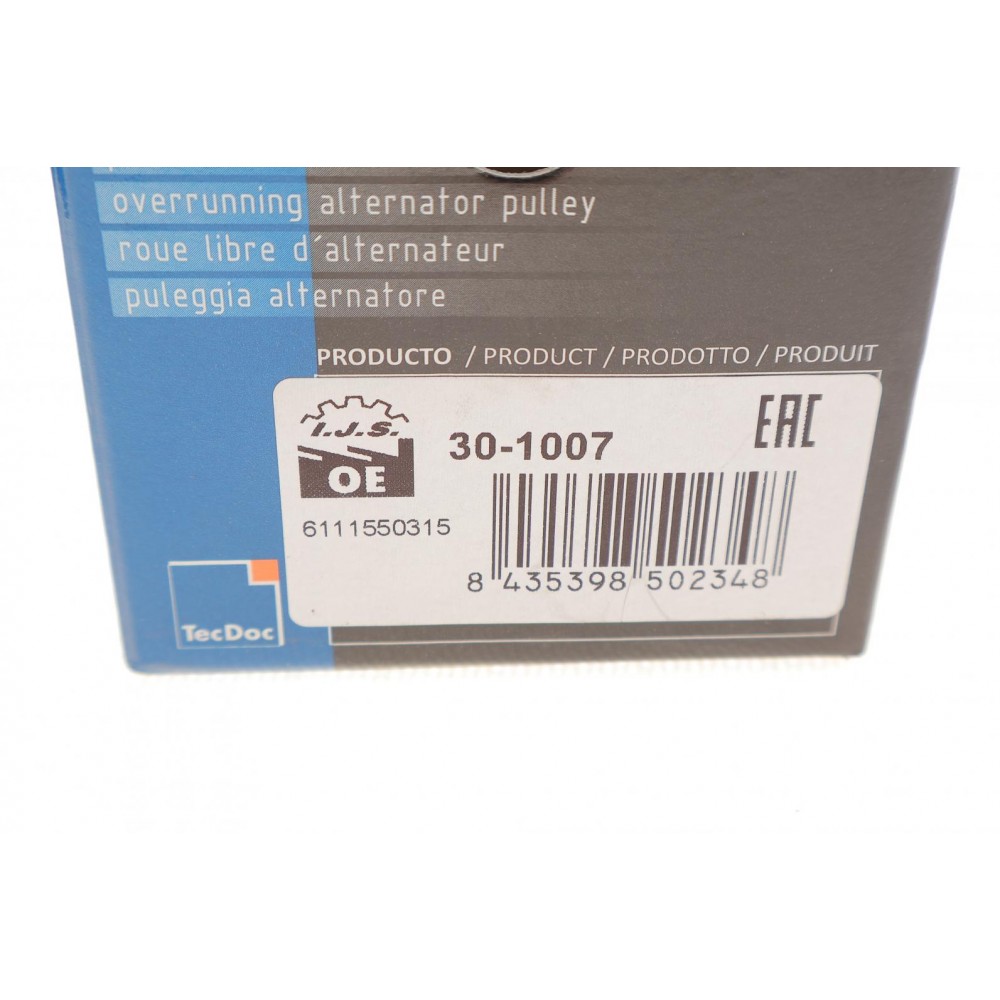 overrunning alternator pulley
roue libre d´alternateur
puleggia alternatore
PRODUCTO / PRODUCT / PRODOTTO / PRODUIT
I.J.S.
OE
30-1007
EAC
6111550315
8 435398 502348
TecDoc